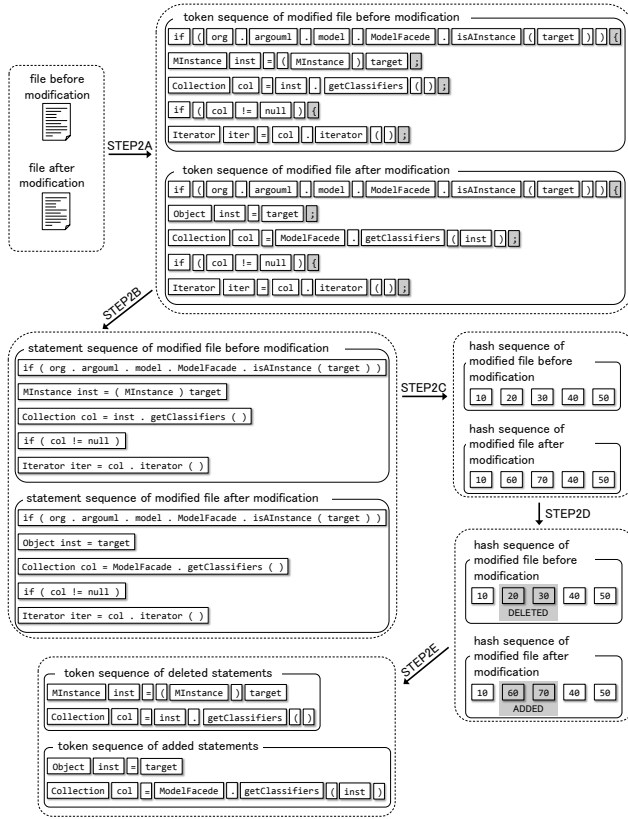 file before
modification
file after
modification
STEP2A
token sequence of modified file before modification
if ( org . argouml . model . ModelFacede . isAInstance ( target ) ) {
MInstance inst = ( MInstance ) target ;
Collection col = inst . getClassifiers ( ) ;
if ( col != null ) {
Iterator iter = col . iterator ( ) ;
token sequence of modified file after modification
if ( org . argouml . model . ModelFacede . isAInstance ( target ) ) {
Object inst = target ;
Collection col = ModelFacede . getClassifiers ( inst ) ;
if ( col != null ) {
Iterator iter = col . iterator ( ) ;
STEP2B
statement sequence of modified file before modification
if ( org . argouml . model . ModelFacade . isAInstance ( target ) )
MInstance inst = ( MInstance ) target
Collection col = inst . getClassifiers ( )
if ( col != null )
Iterator iter = col . iterator ( )
statement sequence of modified file after modification
if ( org . argouml . model . ModelFacade . isAInstance ( target ) )
Object inst = target
Collection col = ModelFacade . getClassifiers ( )
if ( col != null )
Iterator iter = col . iterator ( )
STEP2C
hash sequence of
modified file before
modification
10 20 30 40 50
hash sequence of
modified file after
modification
10 60 70 40 50
STEP2D
hash sequence of
modified file before
modification
10 20 30 40 50
DELETED
hash sequence of
modified file after
modification
10 60 70 40 50
ADDED
STEP2E
token sequence of deleted statements
MInstance inst = ( MInstance ) target
Collection col = inst . getClassifiers ( )
token sequence of added statements
Object inst = target
Collection col = ModelFacede . getClassifiers ( inst )